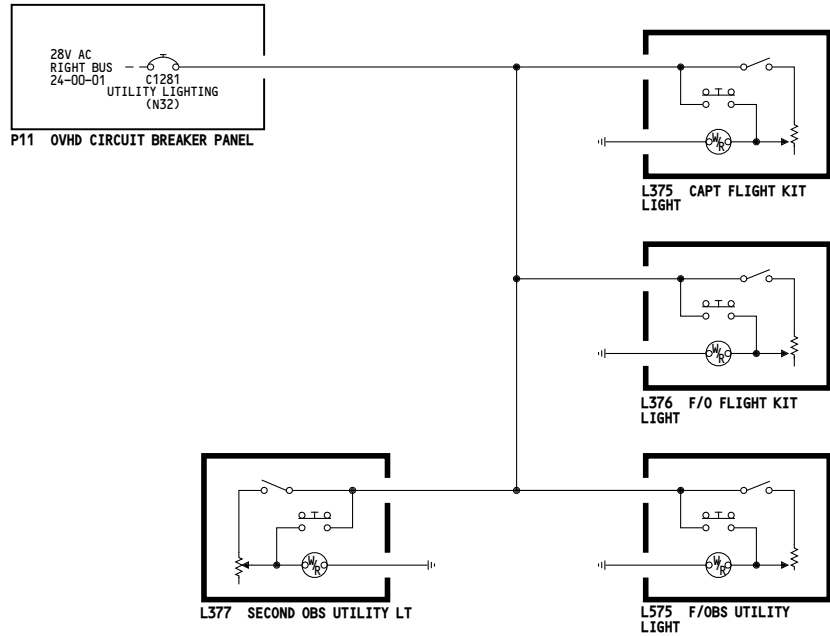 28V AC
RIGHT BUS
24-00-01
C1281
UTILITY LIGHTING
(N32)
P11 OVHD CIRCUIT BREAKER PANEL
W/R
L375 CAPT FLIGHT KIT
LIGHT
W/R
L376 F/O FLIGHT KIT
LIGHT
W/R
L377 SECOND OBS UTILITY LT
W/R
L575 F/OBS UTILITY
LIGHT